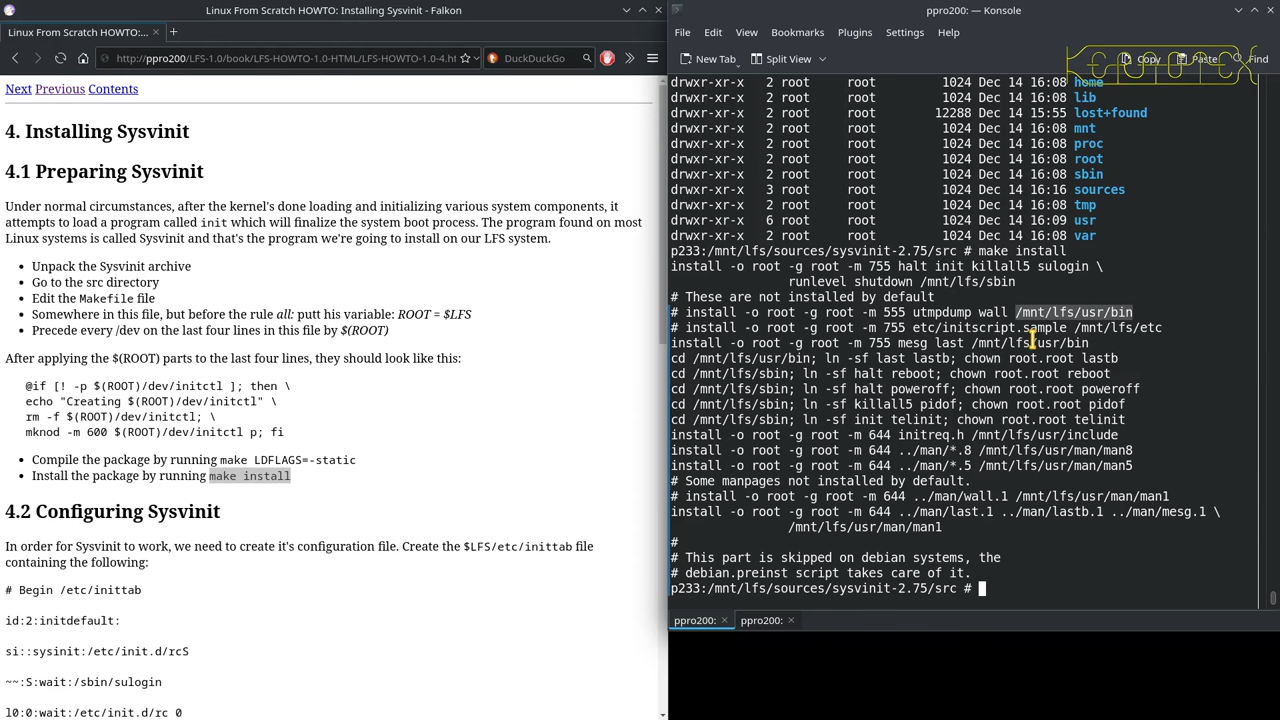 Linux From Scratch HOWTO: Installing Sysvinit - Falkon
Linux From Scratch HOWTO:...
http://ppro200/LFS-1.0/book/LFS-HOWTO-1.0-HTML/LFS-HOWTO-1.0-4.ht
DuckDuckGo
Next Previous Contents
4. Installing Sysvinit
4.1 Preparing Sysvinit
Under normal circumstances, after the kernel's done loading and initializing various system components, it
attempts to load a program called init which will finalize the system boot process. The program found on most
Linux systems is called Sysvinit and that's the program we're going to install on our LFS system.
Unpack the Sysvinit archive
Go to the src directory
Edit the Makefile file
Somewhere in this file, but before the rule all: putt his variable: ROOT = $LFS
Precede every /dev on the last four lines in this file by $(ROOT)
After applying the $(ROOT) parts to the last four lines, they should look like this:
@if [! -p $(ROOT)/dev/initctl ]; then \
echo "Creating $(ROOT)/dev/initctl" \
rm -f $(ROOT)/dev/initctl; \
mknod -m 600 $(ROOT)/dev/initctl p; fi
Compile the package by running make LDFLAGS=-static
Install the package by running make install
4.2 Configuring Sysvinit
In order for Sysvinit to work, we need to create it's configuration file. Create the $LFS/etc/inittab file
containing the following:
# Begin /etc/inittab
id:2:initdefault:
si::sysinit:/etc/init.d/rcS
~~:S:wait:/sbin/sulogin
l0:0:wait:/etc/init.d/rc 0
ppro200: — Konsole
File Edit View Bookmarks Plugins Settings Help
New Tab Split View Copy Paste Find
drwxr-xr-x 2 root root 1024 Dec 14 16:08 home
drwxr-xr-x 2 root root 1024 Dec 14 16:08 lib
drwxr-xr-x 2 root root 12288 Dec 14 15:55 lost+found
drwxr-xr-x 2 root root 1024 Dec 14 16:08 mnt
drwxr-xr-x 2 root root 1024 Dec 14 16:08 proc
drwxr-xr-x 2 root root 1024 Dec 14 16:08 root
drwxr-xr-x 2 root root 1024 Dec 14 16:08 sbin
drwxr-xr-x 3 root root 1024 Dec 14 16:16 sources
drwxr-xr-x 2 root root 1024 Dec 14 16:08 tmp
drwxr-xr-x 6 root root 1024 Dec 14 16:09 usr
drwxr-xr-x 2 root root 1024 Dec 14 16:08 var
p233:/mnt/lfs/sources/sysvinit-2.75/src # make install
install -o root -g root -m 755 halt init killall5 sulogin \
runlevel shutdown /mnt/lfs/sbin
# These are not installed by default
# install -o root -g root -m 555 utmpdump wall /mnt/lfs/usr/bin
# install -o root -g root -m 755 etc/initscript.sample /mnt/lfs/etc
install -o root -g root -m 755 mesg last /mnt/lfs/usr/bin
cd /mnt/lfs/usr/bin; ln -sf last lastb; chown root.root lastb
cd /mnt/lfs/sbin; ln -sf halt reboot; chown root.root reboot
cd /mnt/lfs/sbin; ln -sf halt poweroff; chown root.root poweroff
cd /mnt/lfs/sbin; ln -sf killall5 pidof; chown root.root pidof
cd /mnt/lfs/sbin; ln -sf init telinit; chown root.root telinit
install -o root -g root -m 644 initreq.h /mnt/lfs/usr/include
install -o root -g root -m 644 ../man/*.8 /mnt/lfs/usr/man/man8
install -o root -g root -m 644 ../man/*.5 /mnt/lfs/usr/man/man5
# Some manpages not installed by default.
# install -o root -g root -m 644 ../man/wall.1 /mnt/lfs/usr/man/man1
install -o root -g root -m 644 ../man/last.1 ../man/lastb.1 ../man/mesg.1 \
/mnt/lfs/usr/man/man1
#
# This part is skipped on debian systems, the
# debian.preinst script takes care of it.
p233:/mnt/lfs/sources/sysvinit-2.75/src #
ppro200: ppro200: